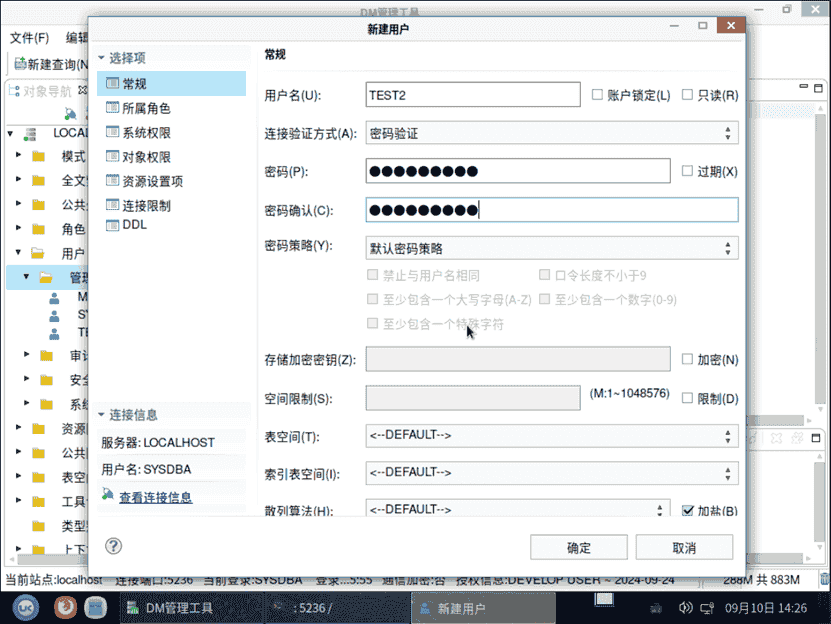 DM管理工具
新建用户
文件(F) 编辑
新建查询(N
对象导航
LOCAL
模式
全文
公共
角色
用户
管理
M
SY
TE
审计
安全
系统
资源
公共
表空
工具
类型
上下
选择项
常规
所属角色
系统权限
对象权限
资源设置项
连接限制
DDL
连接信息
服务器: LOCALHOST
用户名: SYSDBA
查看连接信息
常规
用户名(U): TEST2 账户锁定(L) 只读(R)
连接验证方式(A): 密码验证
密码(P): ●●●●●●●●● 过期(X)
密码确认(C): ●●●●●●●●●
密码策略(Y): 默认密码策略
禁止与用户名相同 口令长度不小于9
至少包含一个大写字母(A-Z) 至少包含一个数字(0-9)
至少包含一个特殊字符
存储加密密钥(Z): 加密(N)
空间限制(S): (M:1~1048576) 限制(D)
表空间(T): <--DEFAULT-->
索引表空间(I): <--DEFAULT-->
散列算法(H): <--DEFAULT--> 加盐(B)
确定 取消
当前站点:localhost 连接端口:5236 当前登录:SYSDBA 登录...5:55 通信加密:否 授权信息:DEVELOP USER ~ 2024-09-24 288M 共 883M
UK DM管理工具 : 5236 / 新建用户 09月10日 14:26